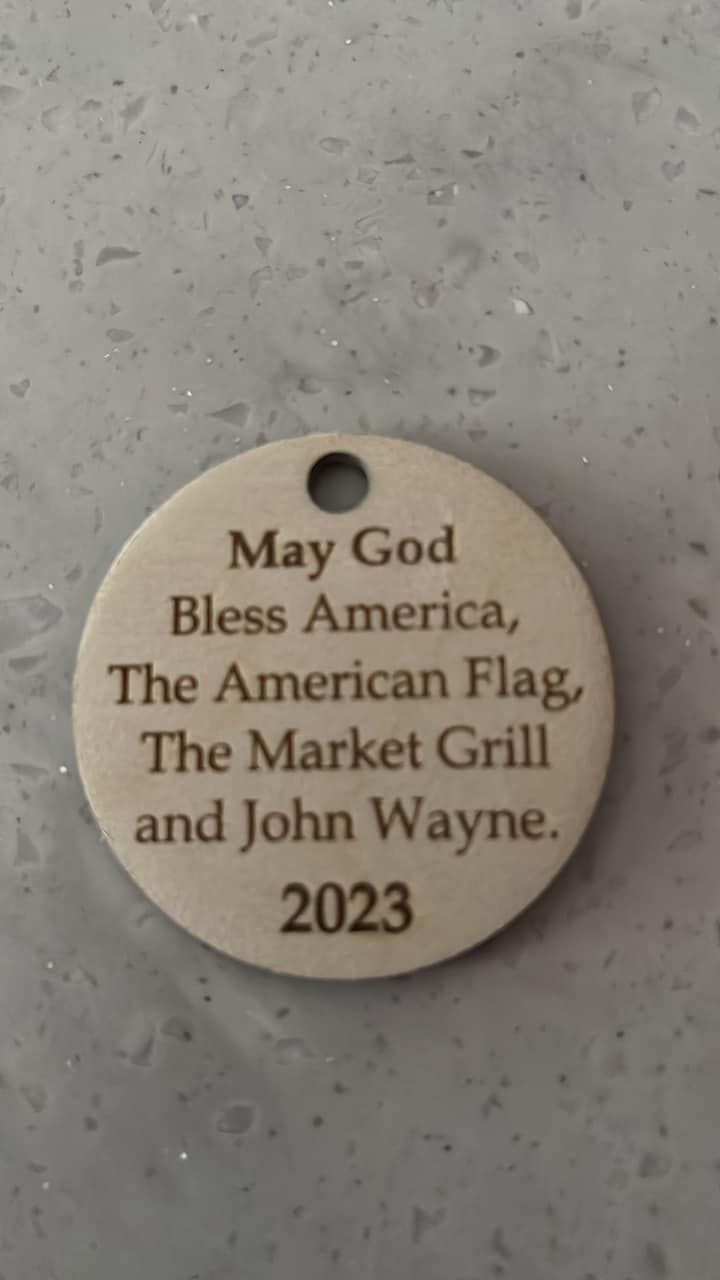 May God
Bless America,
The American Flag,
The Market Grill
and John Wayne.
2023